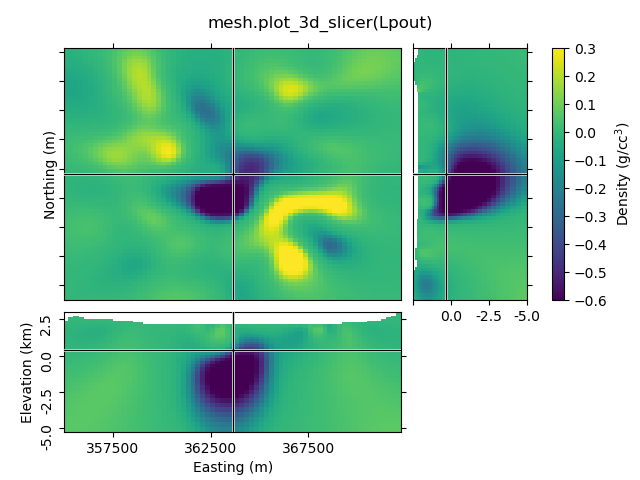 mesh.plot_3d_slicer(Lpout)
Northing (m)
0.0 -2.5 -5.0
0.3
0.2
0.1
0.0
−0.1
−0.2
−0.3
−0.4
−0.5
−0.6
Density (g/cc³)
Elevation (km)
2.5
0.0
-2.5
-5.0
357500 362500 367500
Easting (m)